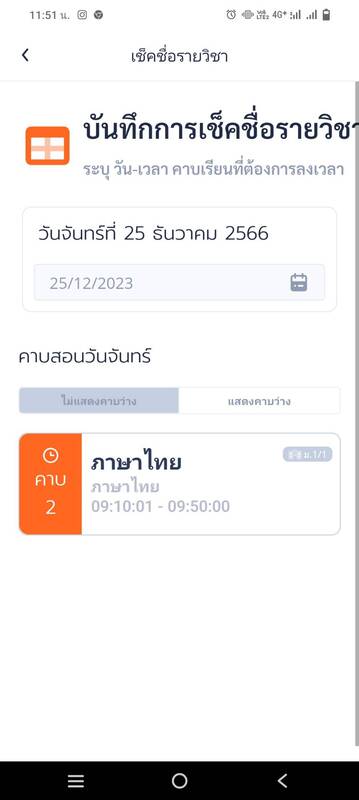 11:51 น.
4G+
เช็คชื่อรายวิชา
บันทึกการเช็คชื่อรายวิชา
ระบุ วัน-เวลา คาบเรียนที่ต้องการลงเวลา
วันจันทร์ที่ 25 ธันวาคม 2566
25/12/2023
คาบสอนวันจันทร์
ไม่แสดงคาบว่าง
แสดงคาบว่าง
คาบ
2
ภาษาไทย
ม.1/1
ภาษาไทย
09:10:01 - 09:50:00